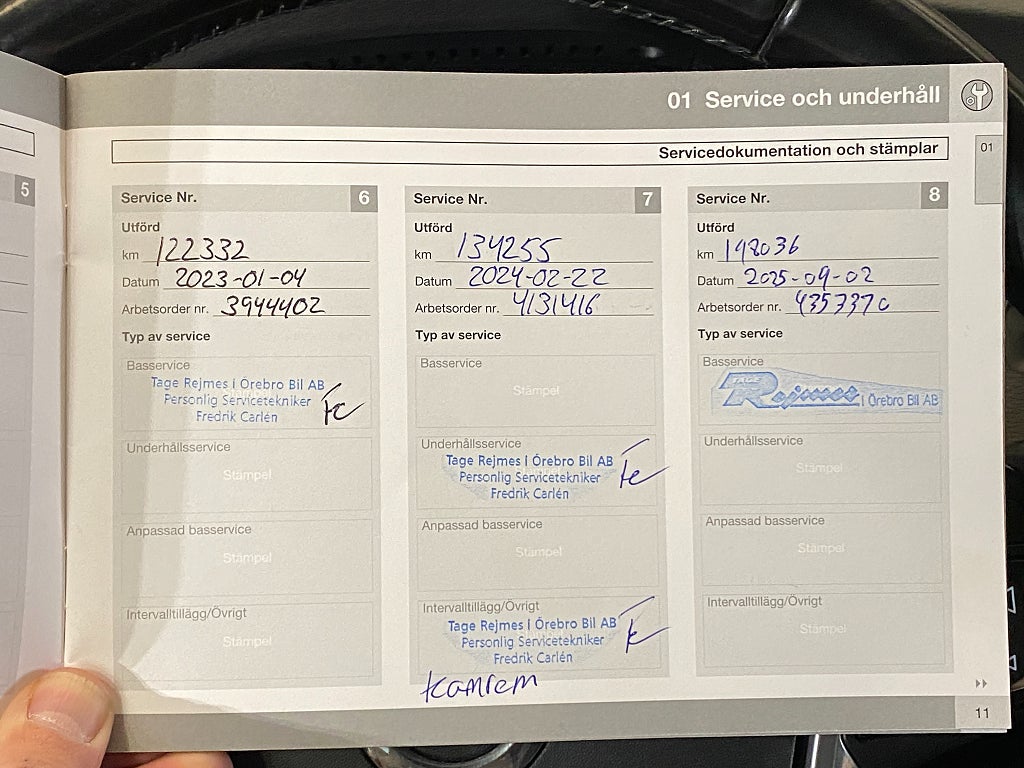 01 Service och underhåll
Servicedokumentation och stämplar
01
5
Service Nr. 6
Utförd
km 122332
Datum 2023-01-04
Arbetsorder nr. 3944402
Typ av service
Basservice
Tage Rejmes i Örebro Bil AB
Personlig Servicetekniker
Fredrik Carlén
Fc
Underhållsservice
Stämpel
Anpassad basservice
Stämpel
Intervalltillägg/Övrigt
Stämpel
Service Nr. 7
Utförd
km 134255
Datum 2024-02-22
Arbetsorder nr. 4131416
Typ av service
Basservice
Stämpel
Underhållsservice
Tage Rejmes i Örebro Bil AB
Personlig Servicetekniker
Fredrik Carlén
Fc
Anpassad basservice
Stämpel
Intervalltillägg/Övrigt
Tage Rejmes i Örebro Bil AB
Personlig Servicetekniker
Fredrik Carlén
Fc
Kamrem
Service Nr. 8
Utförd
km 148036
Datum 2025-09-02
Arbetsorder nr. 4357370
Typ av service
Basservice
TAGE
Rejmes i Örebro Bil AB
Underhållsservice
Stämpel
Anpassad basservice
Stämpel
Intervalltillägg/Övrigt
Stämpel
11